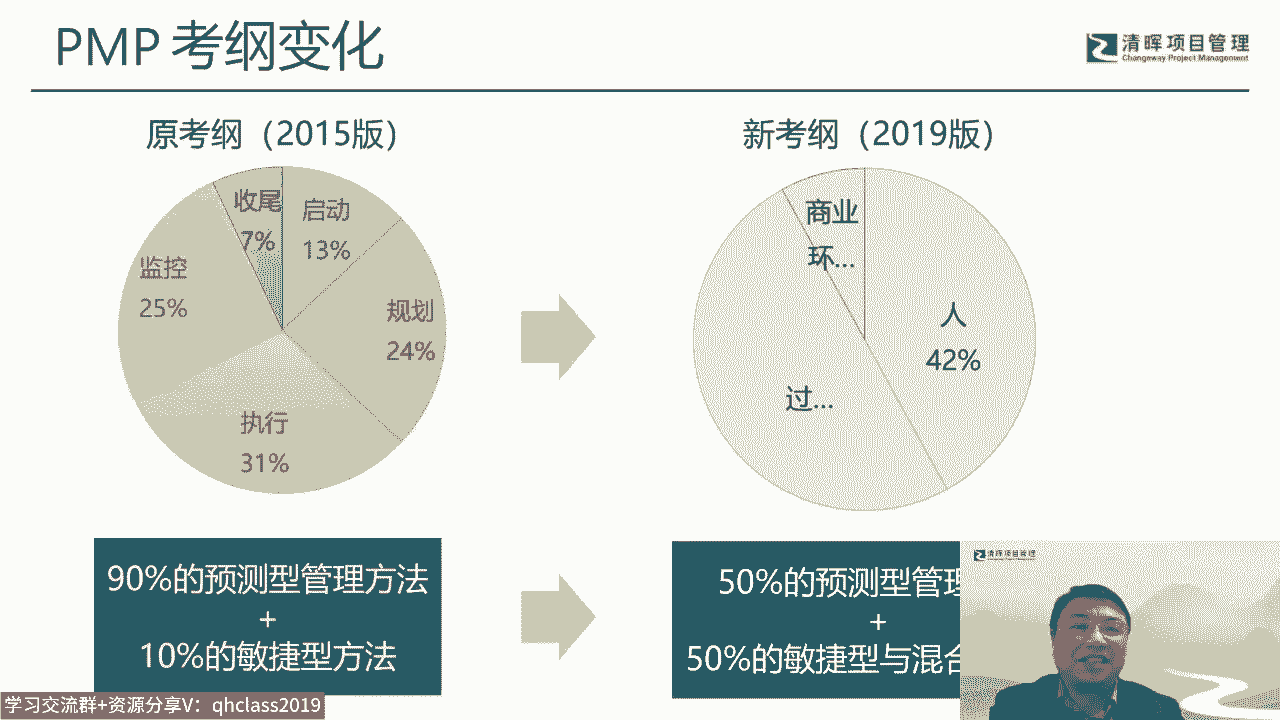 PMP 考纲变化
清晖项目管理
Changeway Project Management
原考纲（2015版）
新考纲（2019版）
收尾
7%
启动
13%
监控
25%
规划
24%
执行
31%
商业
环...
人
42%
过...
90%的预测型管理方法
+
10%的敏捷型方法
50%的预测型管理
+
50%的敏捷型与混合
清晖项目管理
学习交流群+资源分享V：qhclass2019